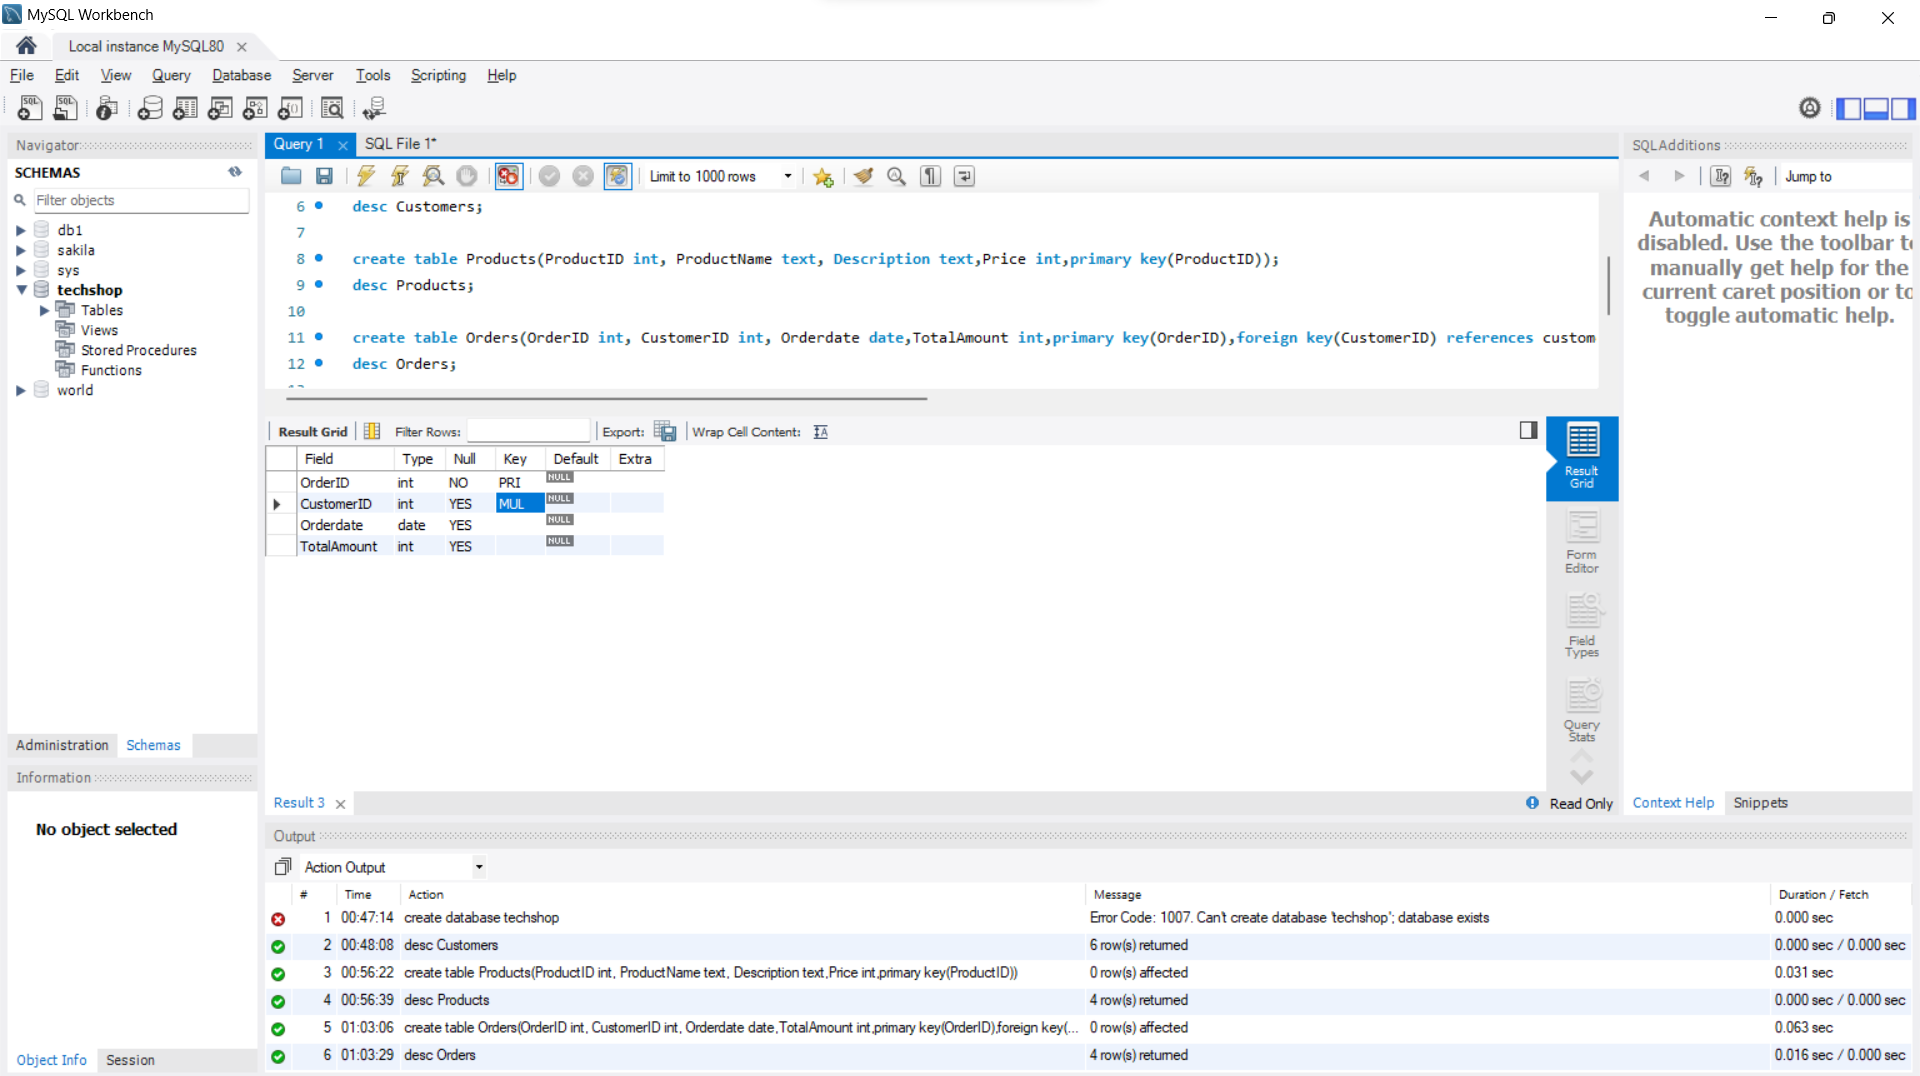 MySQL Workbench
Local instance MySQL80
File Edit View Query Database Server Tools Scripting Help
Navigator
SCHEMAS
Filter objects
db1
sakila
sys
techshop
Tables
Views
Stored Procedures
Functions
world
Administration Schemas
Information
No object selected
Object Info Session
Query 1 SQL File 1*
Limit to 1000 rows
6 desc Customers;
7
8 create table Products(ProductID int, ProductName text, Description text,Price int,primary key(ProductID));
9 desc Products;
10
11 create table Orders(OrderID int, CustomerID int, Orderdate date,TotalAmount int,primary key(OrderID),foreign key(CustomerID) references custom
12 desc Orders;
Result Grid Filter Rows: Export: Wrap Cell Content:
Field Type Null Key Default Extra
OrderID int NO PRI NULL
CustomerID int YES MUL NULL
Orderdate date YES NULL
TotalAmount int YES NULL
Result Grid
Form Editor
Field Types
Query Stats
Result 3
Read Only
SQLAdditions
Jump to
Automatic context help is
disabled. Use the toolbar t
manually get help for the
current caret position or to
toggle automatic help.
Context Help Snippets
Output
Action Output
# Time Action Message Duration / Fetch
1 00:47:14 create database techshop Error Code: 1007. Can't create database 'techshop'; database exists 0.000 sec
2 00:48:08 desc Customers 6 row(s) returned 0.000 sec / 0.000 sec
3 00:56:22 create table Products(ProductID int, ProductName text, Description text,Price int,primary key(ProductID)) 0 row(s) affected 0.031 sec
4 00:56:39 desc Products 4 row(s) returned 0.000 sec / 0.000 sec
5 01:03:06 create table Orders(OrderID int, CustomerID int, Orderdate date,TotalAmount int,primary key(OrderID),foreign key(... 0 row(s) affected 0.063 sec
6 01:03:29 desc Orders 4 row(s) returned 0.016 sec / 0.000 sec